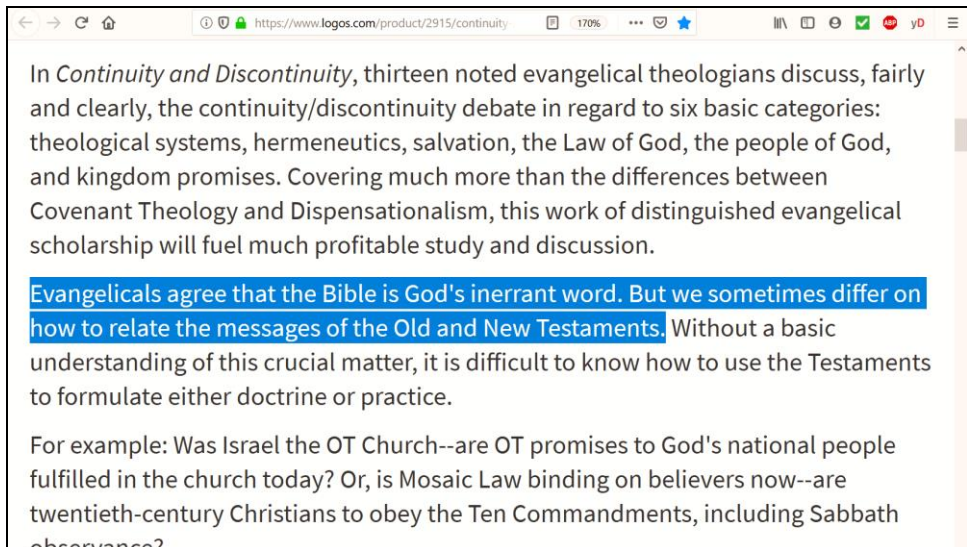 https://www.logos.com/product/2915/continuity
170%
ABP
yD
In Continuity and Discontinuity, thirteen noted evangelical theologians discuss, fairly
and clearly, the continuity/discontinuity debate in regard to six basic categories:
theological systems, hermeneutics, salvation, the Law of God, the people of God,
and kingdom promises. Covering much more than the differences between
Covenant Theology and Dispensationalism, this work of distinguished evangelical
scholarship will fuel much profitable study and discussion.
Evangelicals agree that the Bible is God's inerrant word. But we sometimes differ on
how to relate the messages of the Old and New Testaments. Without a basic
understanding of this crucial matter, it is difficult to know how to use the Testaments
to formulate either doctrine or practice.
For example: Was Israel the OT Church--are OT promises to God's national people
fulfilled in the church today? Or, is Mosaic Law binding on believers now--are
twentieth-century Christians to obey the Ten Commandments, including Sabbath
observance?